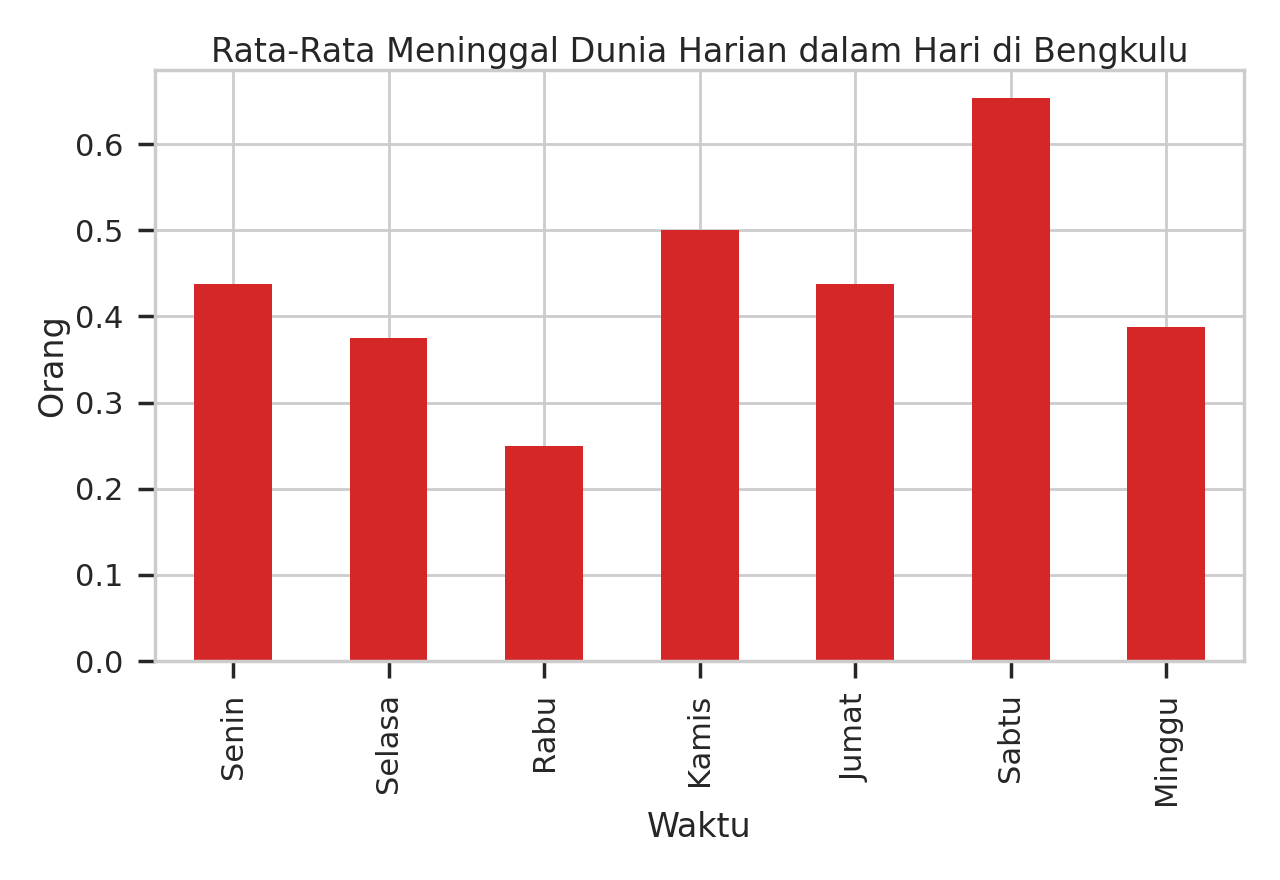 Rata-Rata Meninggal Dunia Harian dalam Hari di Bengkulu
Orang
0.6
0.5
0.4
0.3
0.2
0.1
0.0
Senin
Selasa
Rabu
Kamis
Jumat
Sabtu
Minggu
Waktu